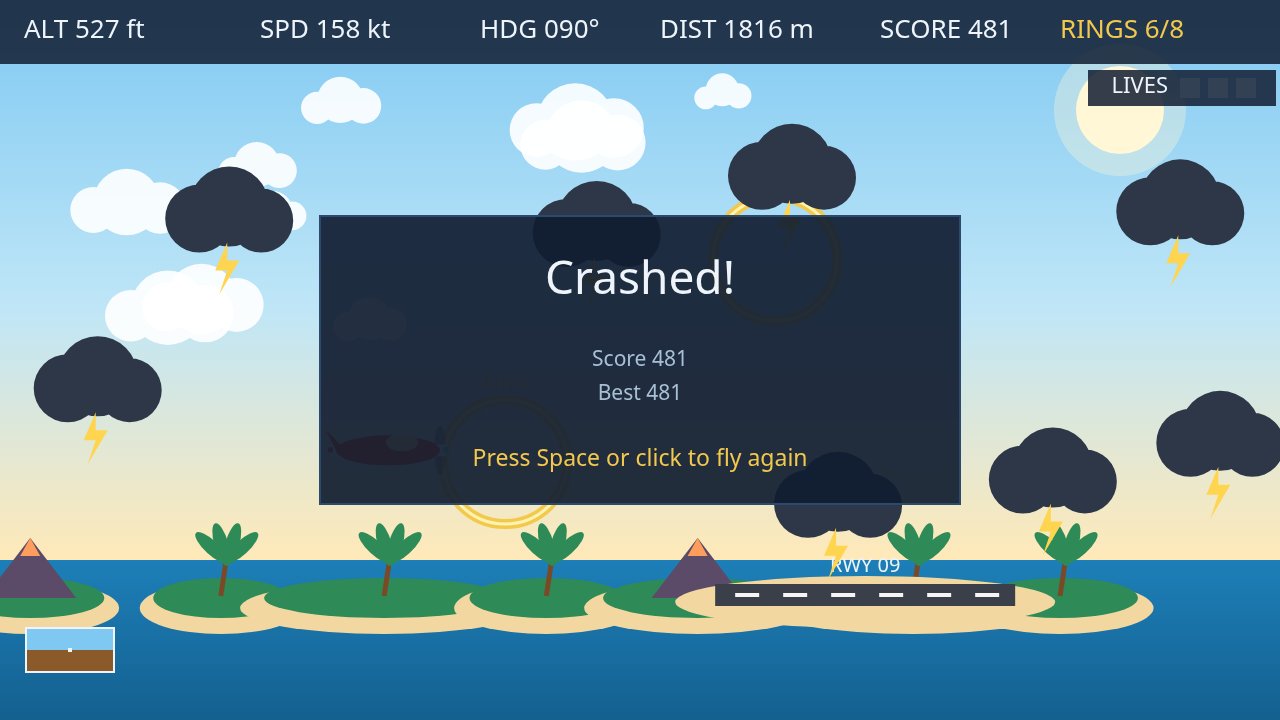 ALT 527 ft SPD 158 kt HDG 090° DIST 1816 m SCORE 481 RINGS 6/8
LIVES
Crashed!
Score 481
Best 481
Press Space or click to fly again
RWY 09